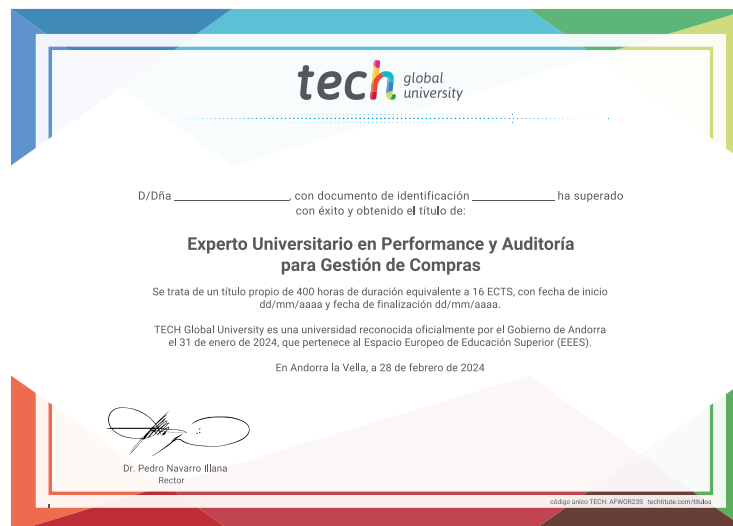 tech global university
D/Dña ____________, con documento de identificación ____________ ha superado
con éxito y obtenido el título de:
Experto Universitario en Performance y Auditoría
para Gestión de Compras
Se trata de un título propio de 400 horas de duración equivalente a 16 ECTS, con fecha de inicio
dd/mm/aaaa y fecha de finalización dd/mm/aaaa.
TECH Global University es una universidad reconocida oficialmente por el Gobierno de Andorra
el 31 de enero de 2024, que pertenece al Espacio Europeo de Educación Superior (EEES).
En Andorra la Vella, a 28 de febrero de 2024
Dr. Pedro Navarro Illana
Rector
código único TECH: AFWOR23S techtitute.com/titulos